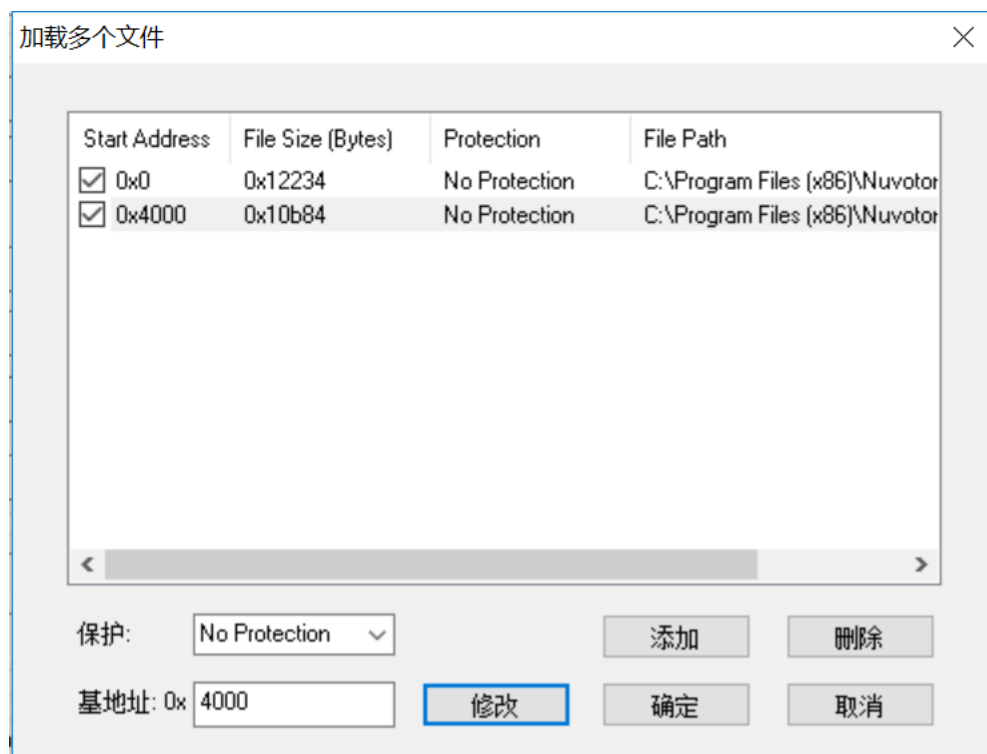 加载多个文件
Start Address File Size (Bytes) Protection File Path
0x0 0x12234 No Protection C:\Program Files (x86)\Nuvoton
0x4000 0x10b84 No Protection C:\Program Files (x86)\Nuvoton
保护: No Protection 添加 删除
基地址: 0x 4000 修改 确定 取消